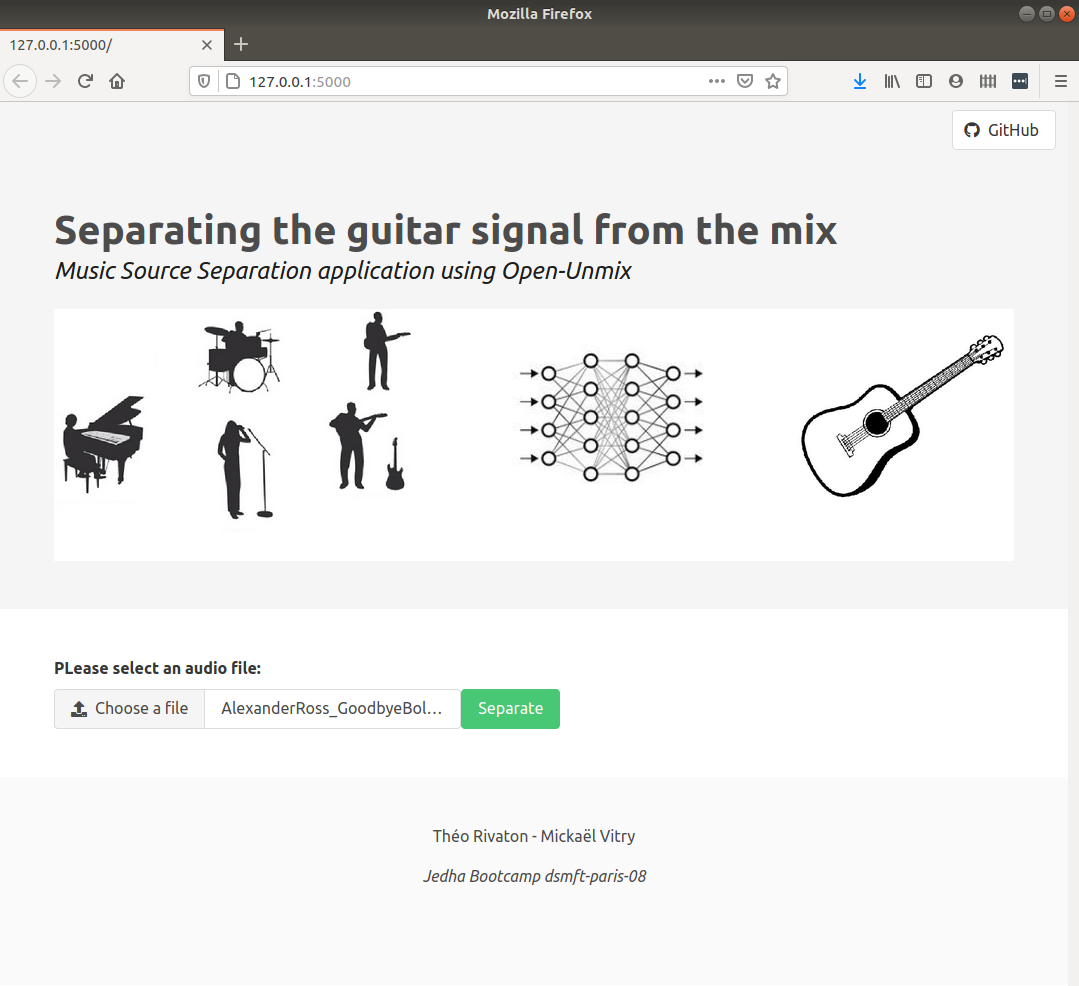 Mozilla Firefox
127.0.0.1:5000/
127.0.0.1:5000
GitHub
Separating the guitar signal from the mix
Music Source Separation application using Open-Unmix
PLease select an audio file:
Choose a file AlexanderRoss_GoodbyeBol... Separate
Théo Rivaton - Mickaël Vitry
Jedha Bootcamp dsmft-paris-08